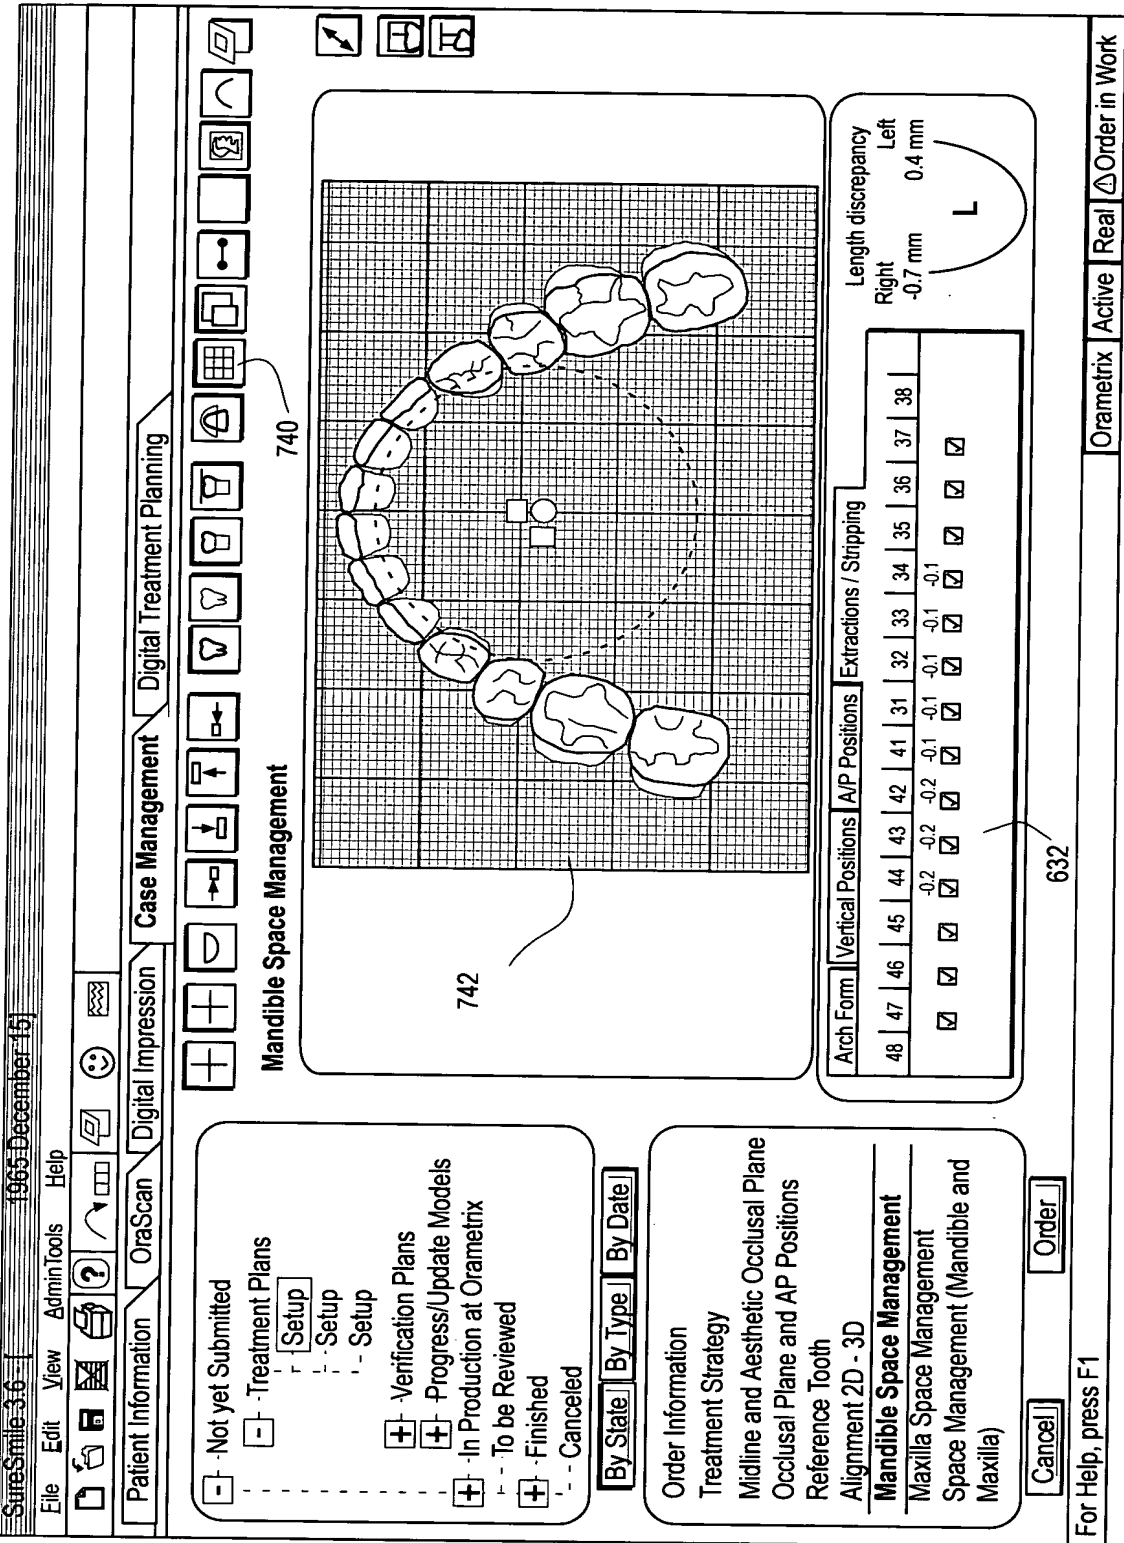 SureSmile 3.6 - [ 1965 December 15]
File Edit View Admin Tools Help
?
Patient Information OraScan Digital Impression Case Management Digital Treatment Planning
Not yet Submitted
Treatment Plans
Setup
Setup
Setup
Verification Plans
Progress/Update Models
In Production at Orametrix
To be Reviewed
Finished
Canceled
By State By Type By Date
Order Information
Treatment Strategy
Midline and Aesthetic Occlusal Plane
Occlusal Plane and AP Positions
Reference Tooth
Alignment 2D - 3D
Mandible Space Management
Maxilla Space Management
Space Management (Mandible and
Maxilla)
Cancel Order
Mandible Space Management
740
742
Arch Form Vertical Positions A/P Positions Extractions / Stripping
48 47 46 45 44 43 42 41 31 32 33 34 35 36 37 38
-0.2 -0.2 -0.2 -0.1 -0.1 -0.1 -0.1 -0.1
632
Length discrepancy
Right Left
-0.7 mm 0.4 mm
L
For Help, press F1
Orametrix Active Real Order in Work